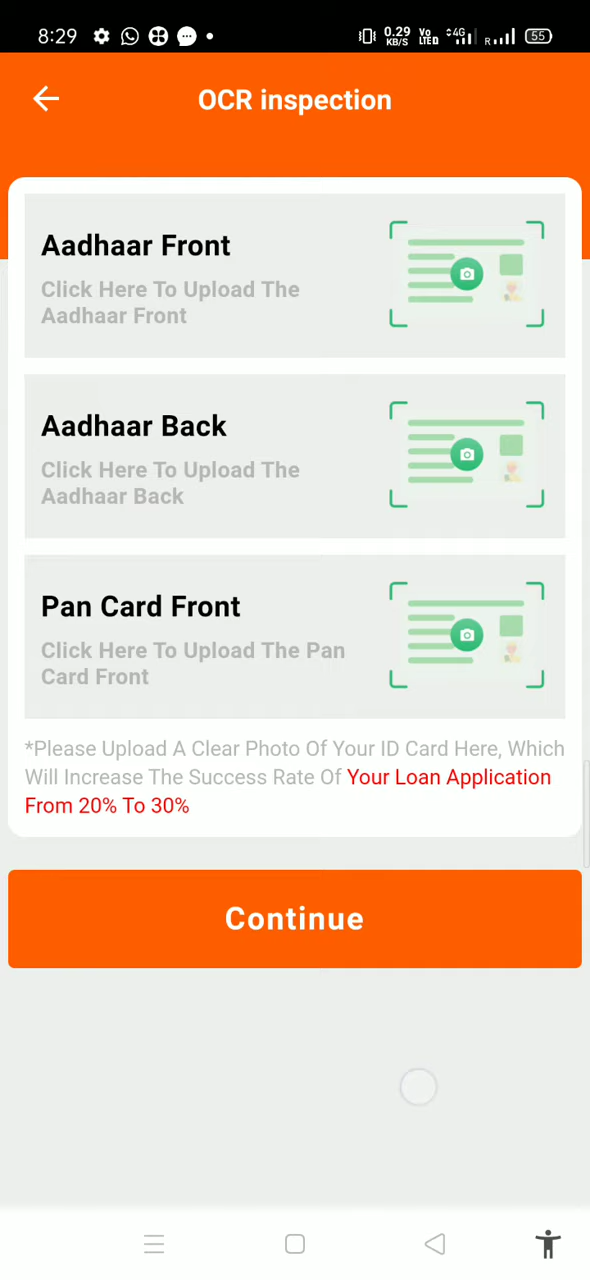 8:29
0.29 KB/S
Vo LTED
4G
R
55
OCR inspection
Aadhaar Front
Click Here To Upload The
Aadhaar Front
Aadhaar Back
Click Here To Upload The
Aadhaar Back
Pan Card Front
Click Here To Upload The Pan
Card Front
*Please Upload A Clear Photo Of Your ID Card Here, Which
Will Increase The Success Rate Of Your Loan Application
From 20% To 30%
Continue